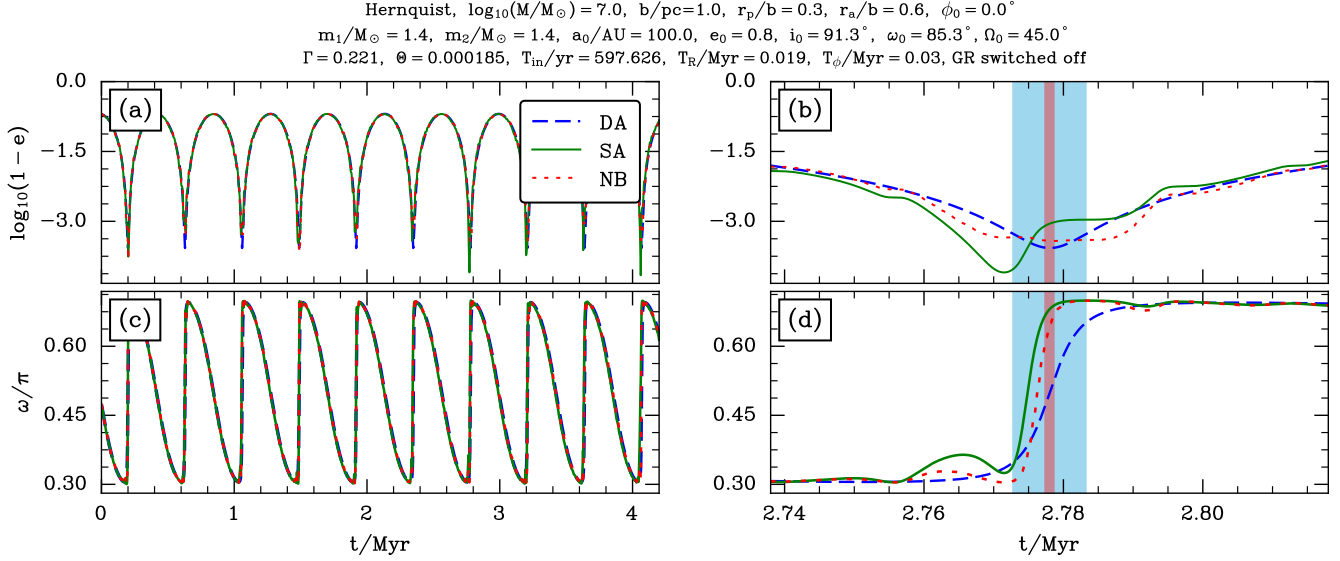 Hernquist, log₁₀(M/M⊙) = 7.0, b/pc=1.0, rₚ/b = 0.3, rₐ/b = 0.6, ϕ₀ = 0.0°
m₁/M⊙ = 1.4, m₂/M⊙ = 1.4, a₀/AU = 100.0, e₀ = 0.8, i₀ = 91.3°, ω₀ = 85.3°, Ω₀ = 45.0°
Γ = 0.221, Θ = 0.000185, T_in/yr = 597.626, T_R/Myr = 0.019, T_ϕ/Myr = 0.03, GR switched off
log₁₀(1 − e)
0.0
−1.5
−3.0
(a)
DA
SA
NB
0.0
−1.5
−3.0
(b)
ω/π
0.60
0.45
0.30
(c)
0
1
2
3
4
t/Myr
0.60
0.45
0.30
(d)
2.74
2.76
2.78
2.80
t/Myr